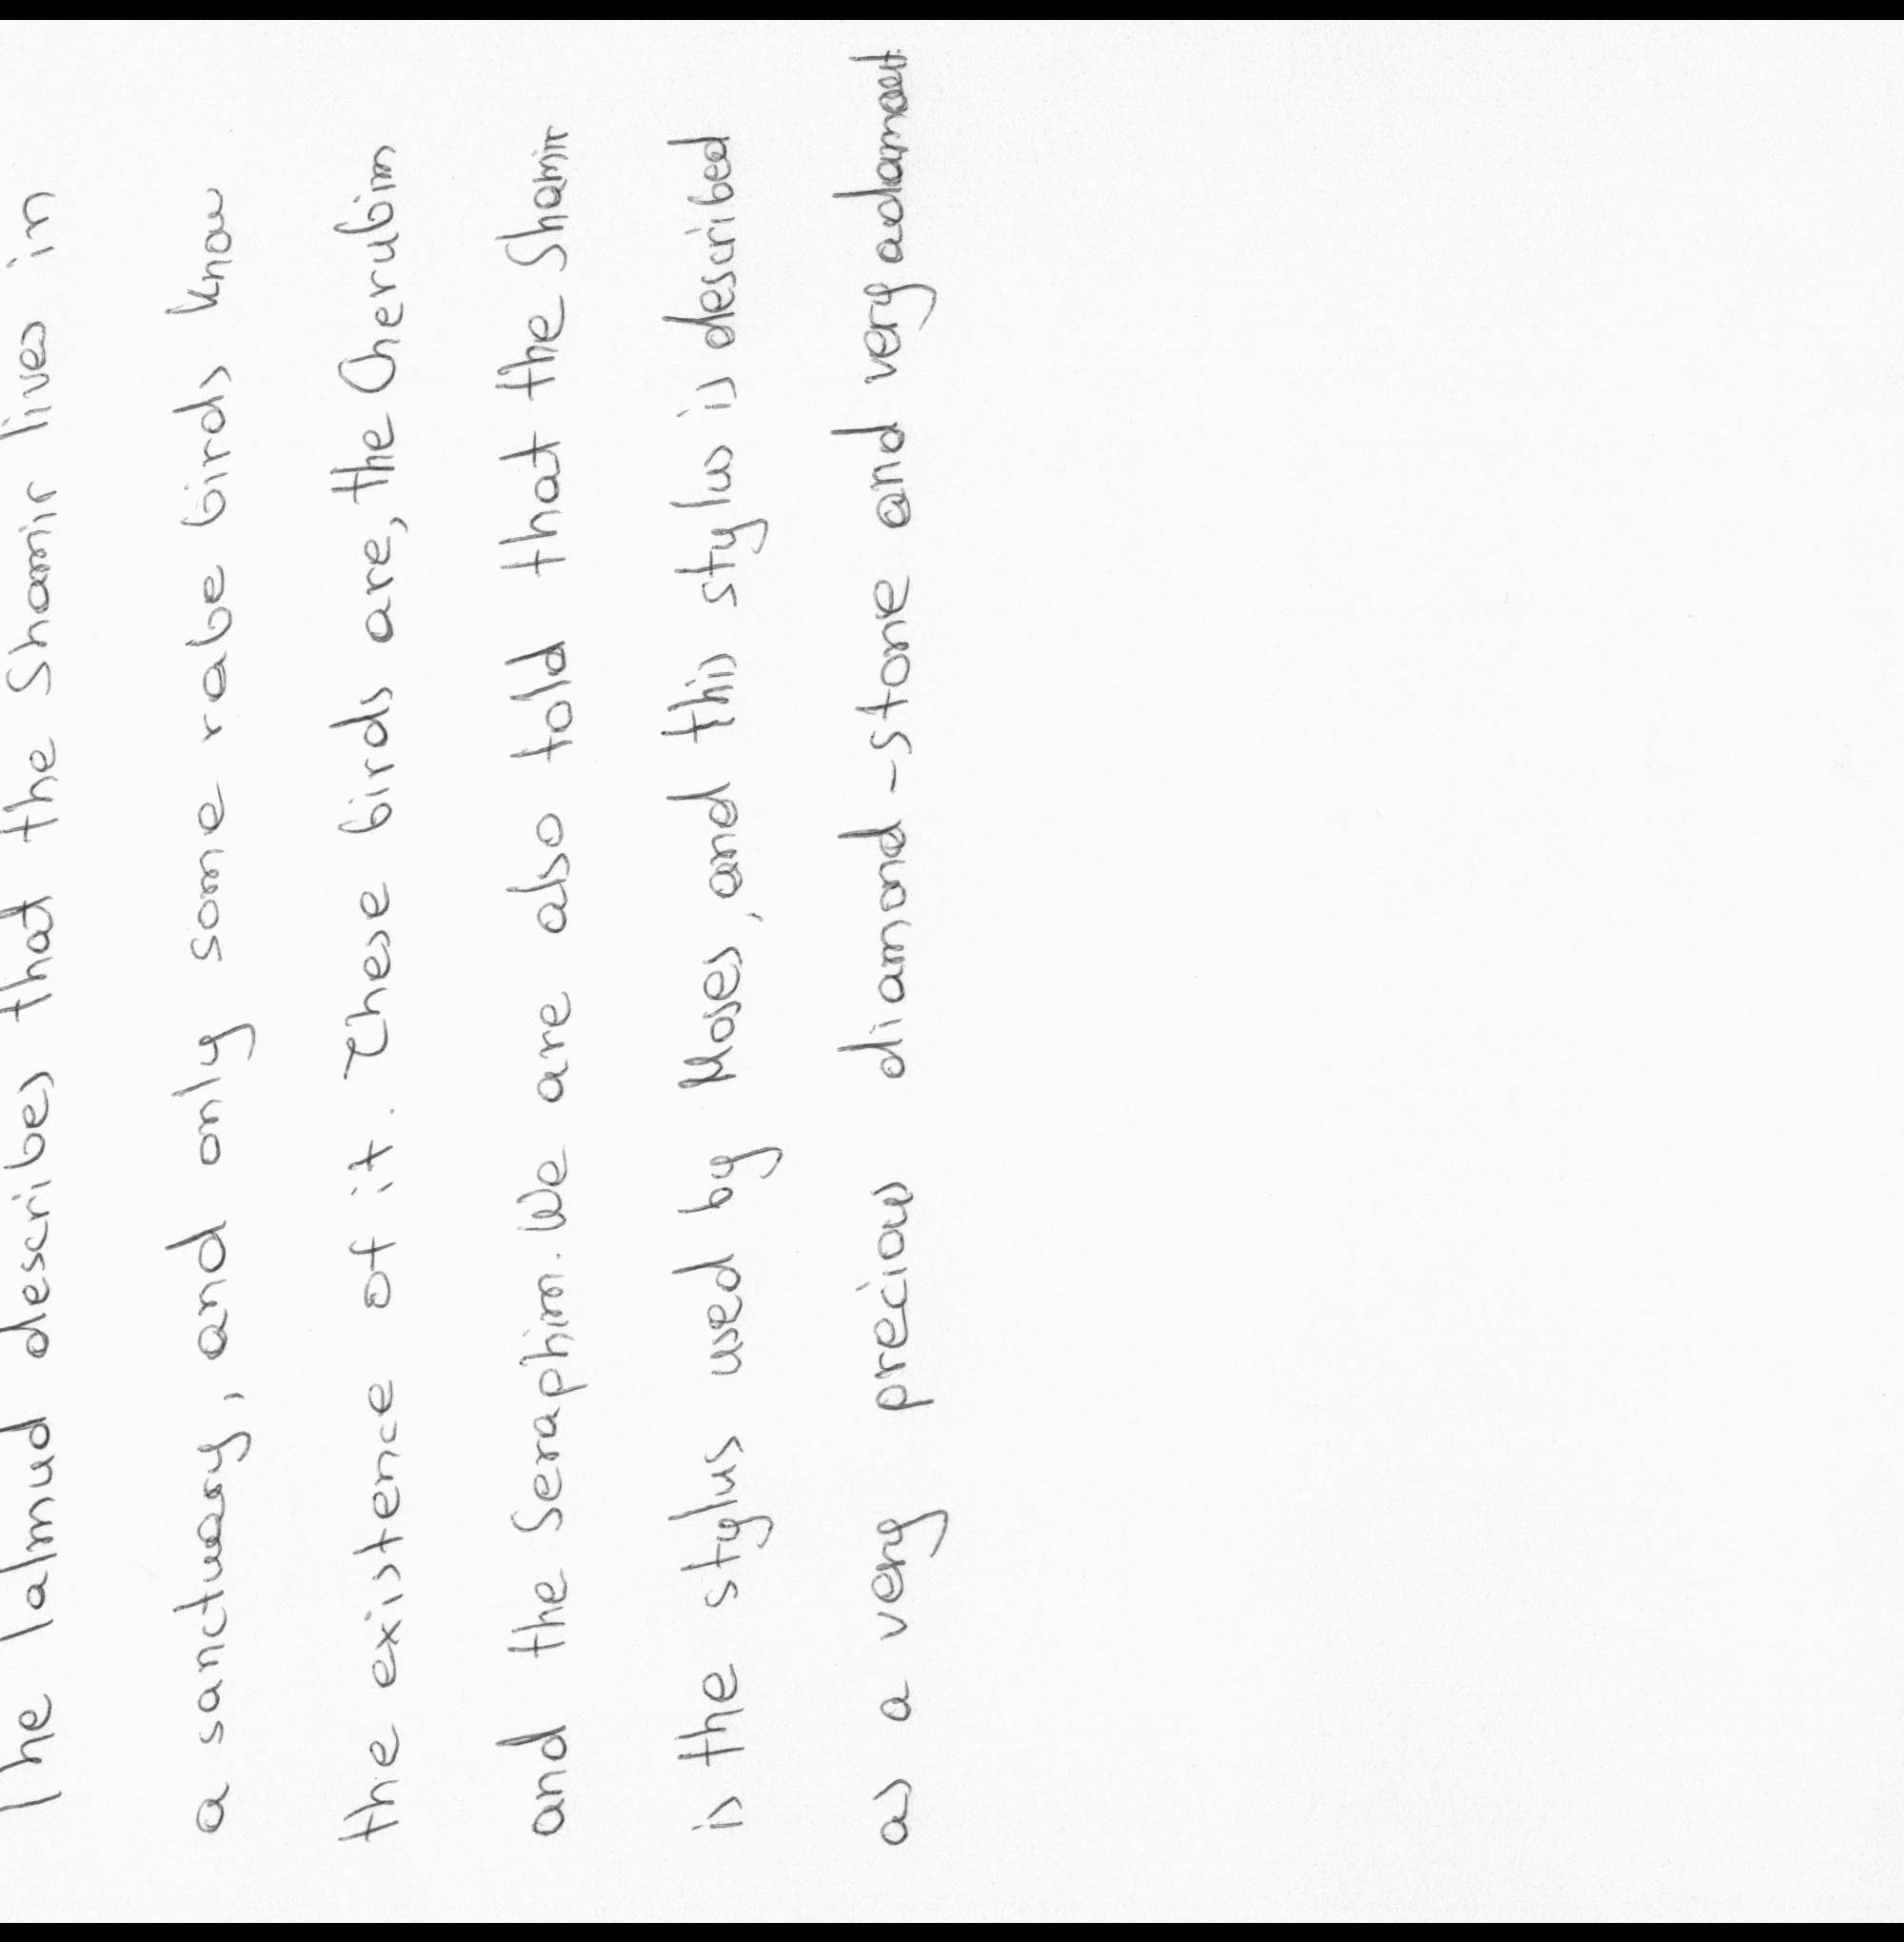 The Talmud describes that the Shamir lives in
a sanctuary, and only some rabe birds know
the existence of it. These birds are, the Cherubim
and the Seraphim. We are also told that the Shamir
is the stylus used by Moses, and this stylus is described
as a very precious diamond-stone and very adamant.